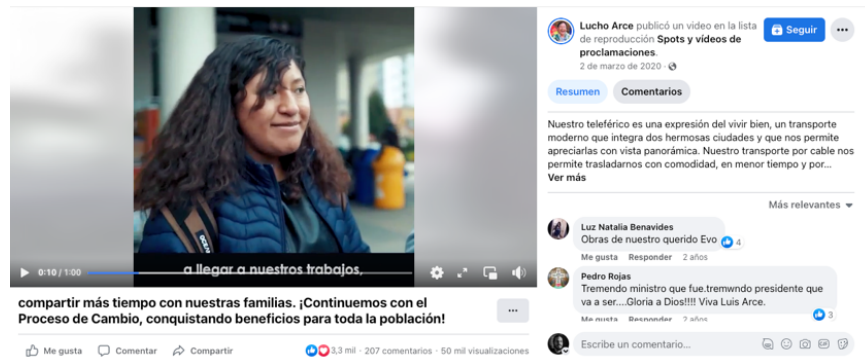 a llegar a nuestros trabajos,
0:10 / 1:00
compartir más tiempo con nuestras familias. ¡Continuemos con el
Proceso de Cambio, conquistando beneficios para toda la población!
Me gusta Comentar Compartir
3,3 mil · 207 comentarios · 50 mil visualizaciones
Lucho Arce publicó un video en la lista
de reproducción Spots y vídeos de
proclamaciones.
2 de marzo de 2020 ·
Seguir
Resumen Comentarios
Nuestro teleférico es una expresión del vivir bien, un transporte
moderno que integra dos hermosas ciudades y que nos permite
apreciarlas con vista panorámica. Nuestro transporte por cable nos
permite trasladarnos con comodidad, en menor tiempo y por...
Ver más
Más relevantes
Luz Natalia Benavides
Obras de nuestro querido Evo
4
Me gusta Responder 2 años
Pedro Rojas
Tremendo ministro que fue.tremwndo presidente que
va a ser....Gloria a Dios!!!! Viva Luis Arce.
3
Me gusta Responder 2 años
Escribe un comentario...